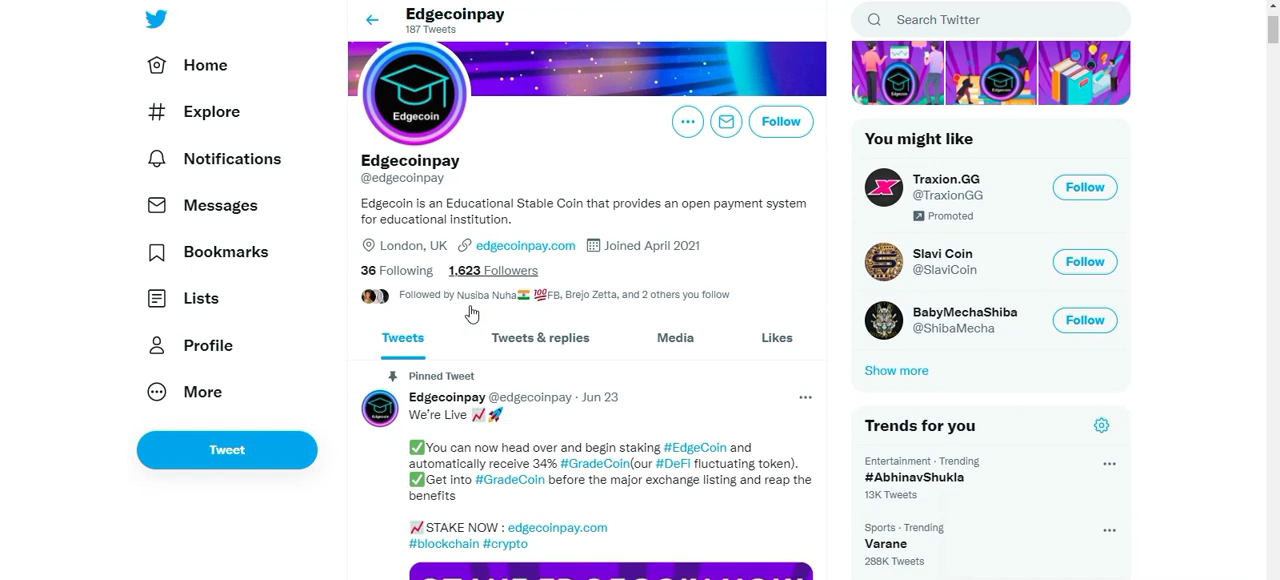 Edgecoinpay
187 Tweets
Search Twitter
Home
Explore
Notifications
Messages
Bookmarks
Lists
Profile
More
Tweet
Edgecoin
Follow
Edgecoinpay
@edgecoinpay
Edgecoin is an Educational Stable Coin that provides an open payment system
for educational institution.
London, UK edgecoinpay.com Joined April 2021
36 Following 1,623 Followers
Followed by Nusiba Nuha🇮🇳 💯FB, Brejo Zetta, and 2 others you follow
Tweets Tweets & replies Media Likes
Pinned Tweet
Edgecoinpay @edgecoinpay · Jun 23
We're Live 📈🚀
✅You can now head over and begin staking #EdgeCoin and
automatically receive 34% #GradeCoin(our #DeFi fluctuating token).
✅Get into #GradeCoin before the major exchange listing and reap the
benefits
📈STAKE NOW : edgecoinpay.com
#blockchain #crypto
STAKE EDGECOIN NOW
You might like
Traxion.GG
@TraxionGG
Follow
Promoted
Slavi Coin
@SlaviCoin
Follow
BabyMechaShiba
@ShibaMecha
Follow
Show more
Trends for you
Entertainment · Trending
#AbhinavShukla
13K Tweets
Sports · Trending
Varane
288K Tweets